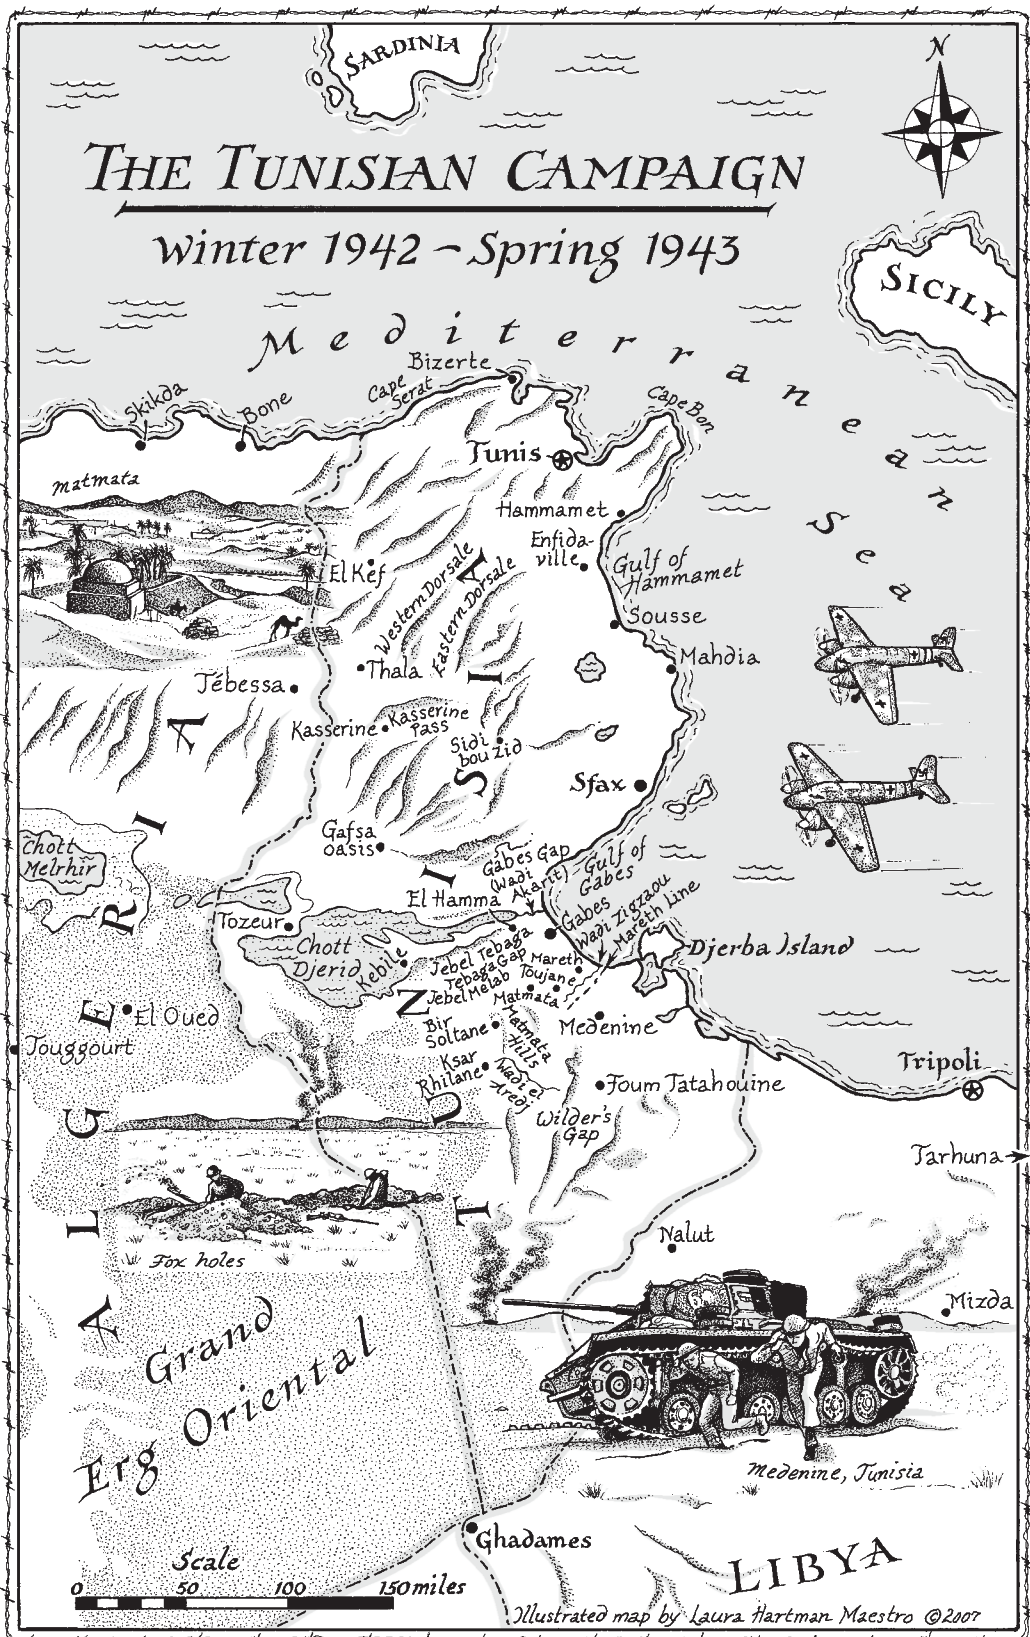 SARDINIA
N
THE TUNISIAN CAMPAIGN
Winter 1942 – Spring 1943
SICILY
Mediterranean Sea
Bizerte
Cape
Serat
Skikda
Bone
Cape Bon
Tunis
Matmata
Hammamet
Enfida-
ville
Gulf of
Hammamet
El Kef
Western Dorsale
Eastern Dorsale
Sousse
Mahdia
Thala
Tébessa
Kasserine
Kasserine
Pass
Sidi
bou zid
Sfax
Gafsa
oasis
Chott
Melrhir
Gabes Gap
(Wadi
Akarit)
Gulf of
Gabes
El Hamma
Gabes
Wadi Zigzaou
Mareth Line
Tozeur
Chott
Djerid
Kebile
Jebel Tebaga
Tebaga Gap
Jebel Melab
Mareth
Toujane
Matmata
Djerba Island
El Oued
Touggourt
Bir
Soltane
Matmata
Hills
Medenine
Ksar
Rhilane
Wadi el
Aredj
Foum Tatahouine
Wilder's
Gap
Tripoli
Tarhuna
ALGERIA
TUNISIA
Fox holes
Nalut
Mizda
Grand
Erg Oriental
Medenine, Tunisia
Ghadames
LIBYA
Scale
0 50 100 150 miles
Illustrated map by Laura Hartman Maestro ©2007